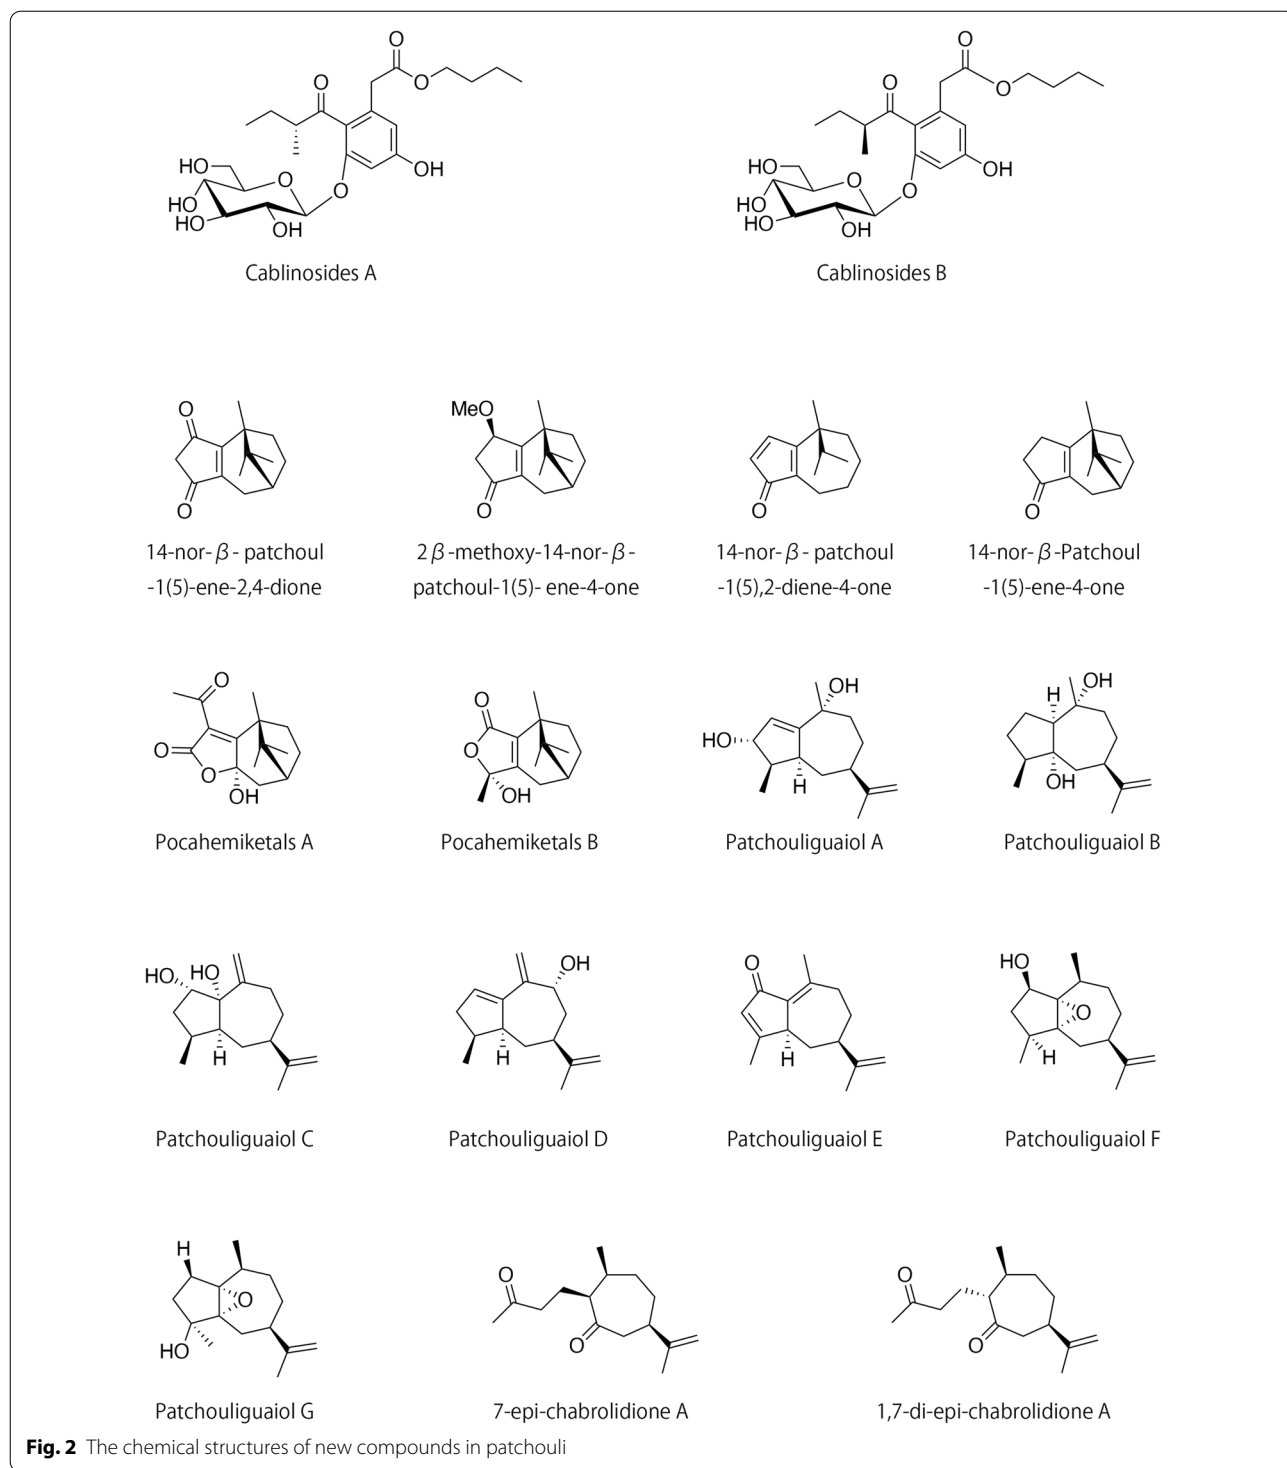 O
O
O
O
O
O
OH
OH
HO
O
HO
O
HO
O
HO
O
HO
OH
HO
OH
Cablinosides A
Cablinosides B
O
MeO
O
O
O
O
14-nor-β- patchoul
2β-methoxy-14-nor-β-
14-nor-β- patchoul
14-nor-β-Patchoul
-1(5)-ene-2,4-dione
patchoul-1(5)- ene-4-one
-1(5),2-diene-4-one
-1(5)-ene-4-one
O
O
OH
H
OH
O
O
HO
O
OH
OH
H
OH
Pocahemiketals A
Pocahemiketals B
Patchouliguaiol A
Patchouliguaiol B
HO
HO
OH
O
HO
O
H
H
H
H
Patchouliguaiol C
Patchouliguaiol D
Patchouliguaiol E
Patchouliguaiol F
H
O
O
O
HO
O
O
Patchouliguaiol G
7-epi-chabrolidione A
1,7-di-epi-chabrolidione A
Fig. 2 The chemical structures of new compounds in patchouli